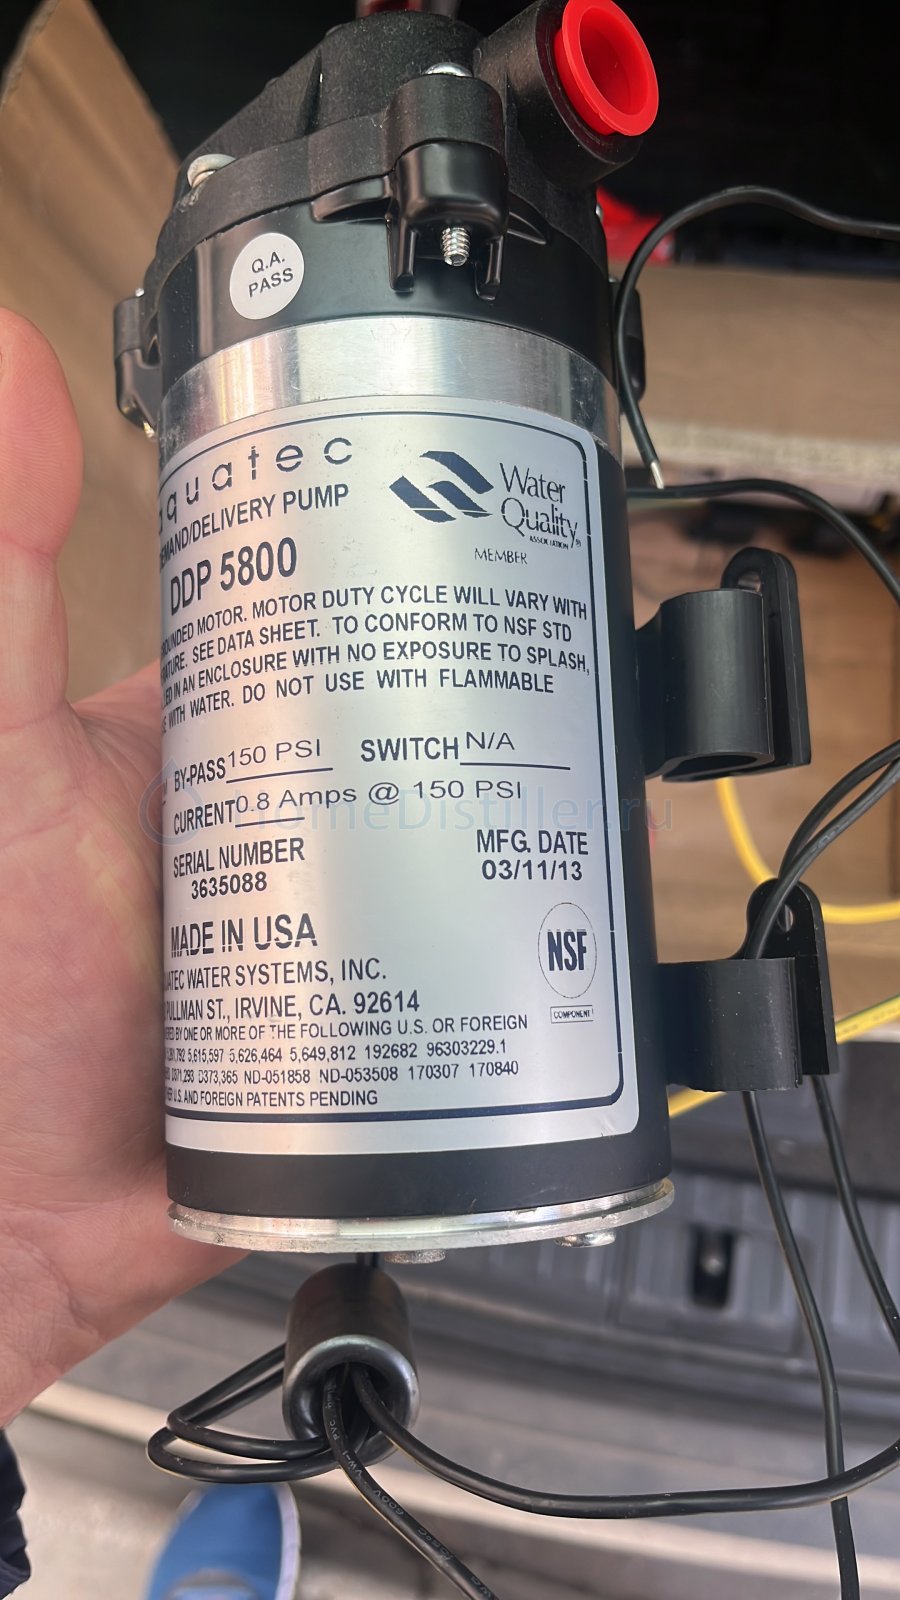 Q.A.
PASS
aquatec
Water
Quality
ASSOCIATION
MEMBER
DEMAND/DELIVERY PUMP
DDP 5800
MOTOR. MOTOR DUTY CYCLE WILL VARY WITH
SEE DATA SHEET. TO CONFORM TO NSF STD
IN AN ENCLOSURE WITH NO EXPOSURE TO SPLASH,
WITH WATER. DO NOT USE WITH FLAMMABLE
BY-PASS 150 PSI SWITCH N/A
CURRENT 0.8 Amps @ 150 PSI
HomeDistiller.ru
SERIAL NUMBER
3635088
MFG. DATE
03/11/13
MADE IN USA
NSF
COMPONENT
WATER SYSTEMS, INC.
PULLMAN ST., IRVINE, CA. 92614
BY ONE OR MORE OF THE FOLLOWING U.S. OR FOREIGN
5,615,597 5,626,464 5,649,812 192682 96303229.1
D373,365 ND-051858 ND-053508 170307 170840
U.S. AND FOREIGN PATENTS PENDING